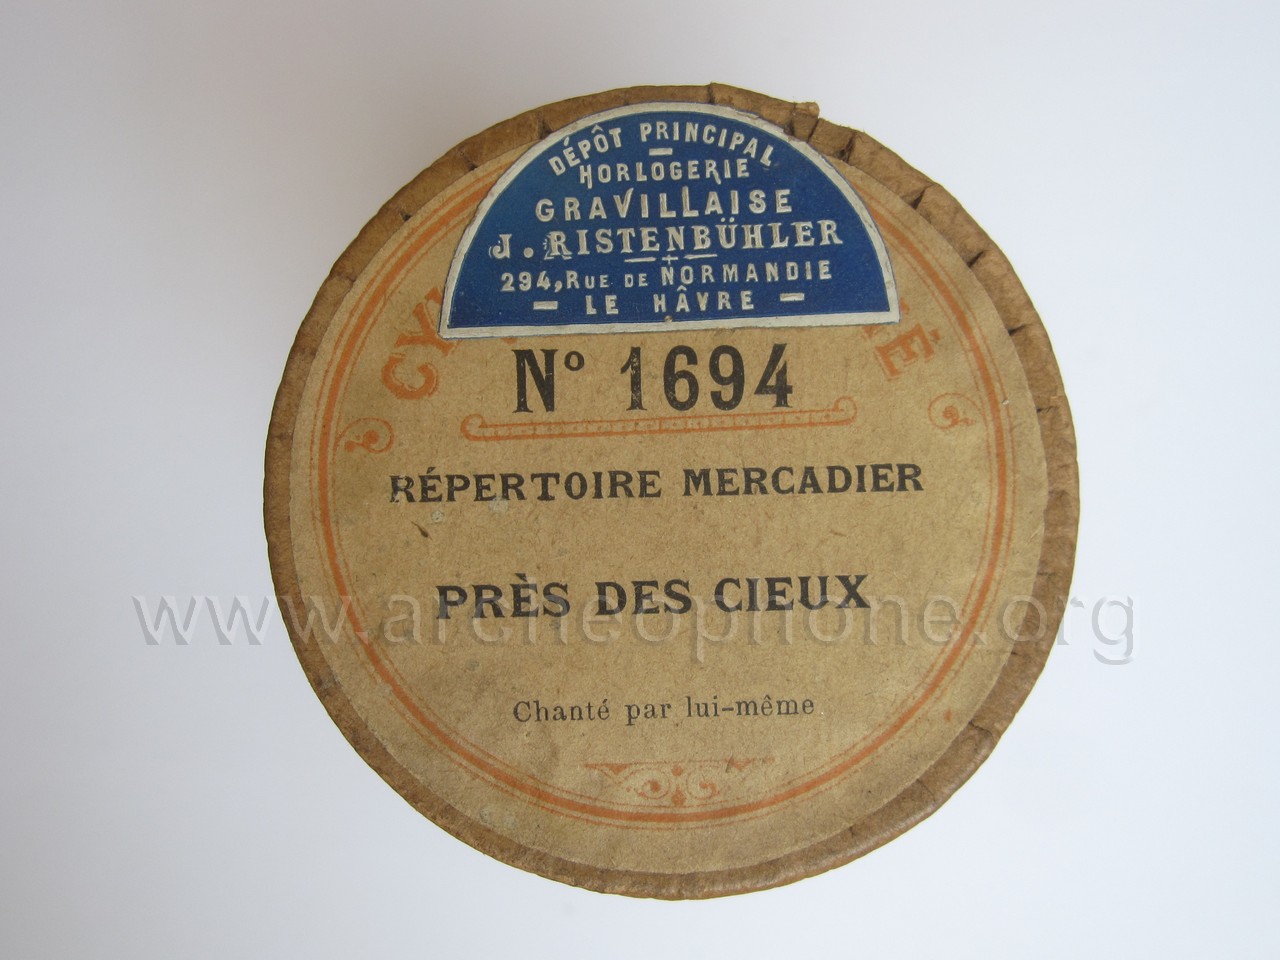 DÉPÔT PRINCIPAL
HORLOGERIE
GRAVILLAISE
J. RISTENBÜHLER
294, RUE DE NORMANDIE
LE HÂVRE
Nº 1694
RÉPERTOIRE MERCADIER
PRÈS DES CIEUX
www.archeophone.org
Chanté par lui-même